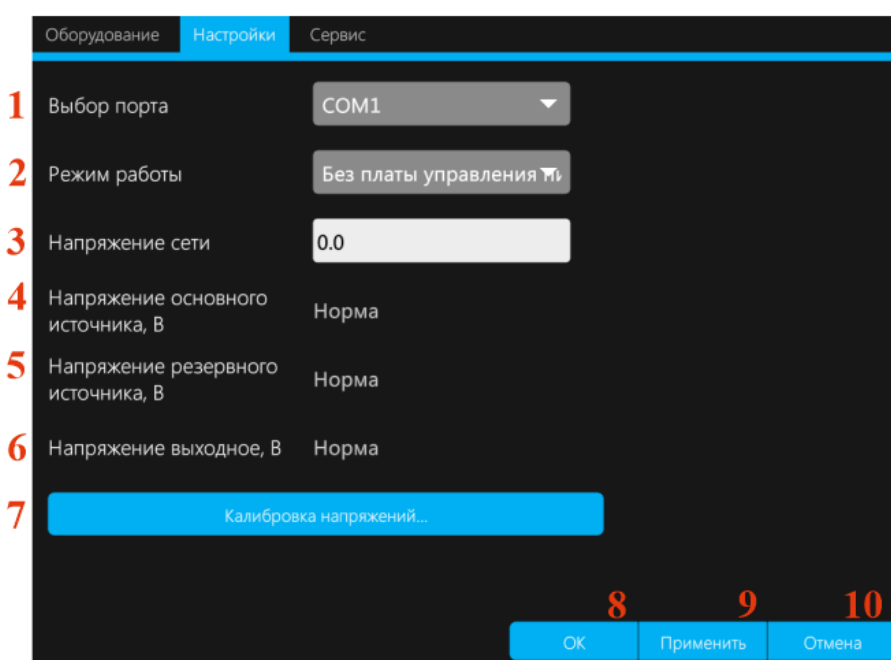 Оборудование Настройки Сервис
1 Выбор порта COM1
2 Режим работы Без платы управления
3 Напряжение сети 0.0
4 Напряжение основного
источника, В Норма
5 Напряжение резервного
источника, В Норма
6 Напряжение выходное, В Норма
7 Калибровка напряжений...
8 9 10
OK Применить Отмена